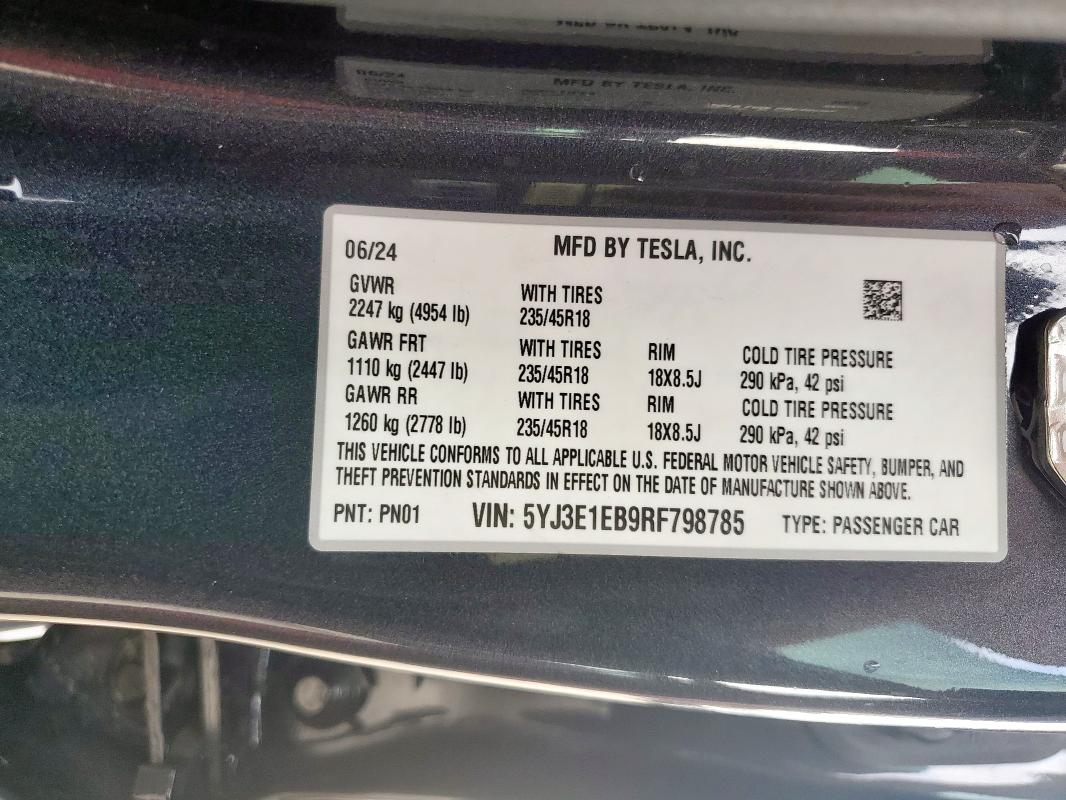 06/24 MFD BY TESLA, INC.
GVWR WITH TIRES
2247 kg (4954 lb) 235/45R18
GAWR FRT WITH TIRES RIM COLD TIRE PRESSURE
1110 kg (2447 lb) 235/45R18 18X8.5J 290 kPa, 42 psi
GAWR RR WITH TIRES RIM COLD TIRE PRESSURE
1260 kg (2778 lb) 235/45R18 18X8.5J 290 kPa, 42 psi
THIS VEHICLE CONFORMS TO ALL APPLICABLE U.S. FEDERAL MOTOR VEHICLE SAFETY, BUMPER, AND
THEFT PREVENTION STANDARDS IN EFFECT ON THE DATE OF MANUFACTURE SHOWN ABOVE.
PNT: PN01 VIN: 5YJ3E1EB9RF798785 TYPE: PASSENGER CAR